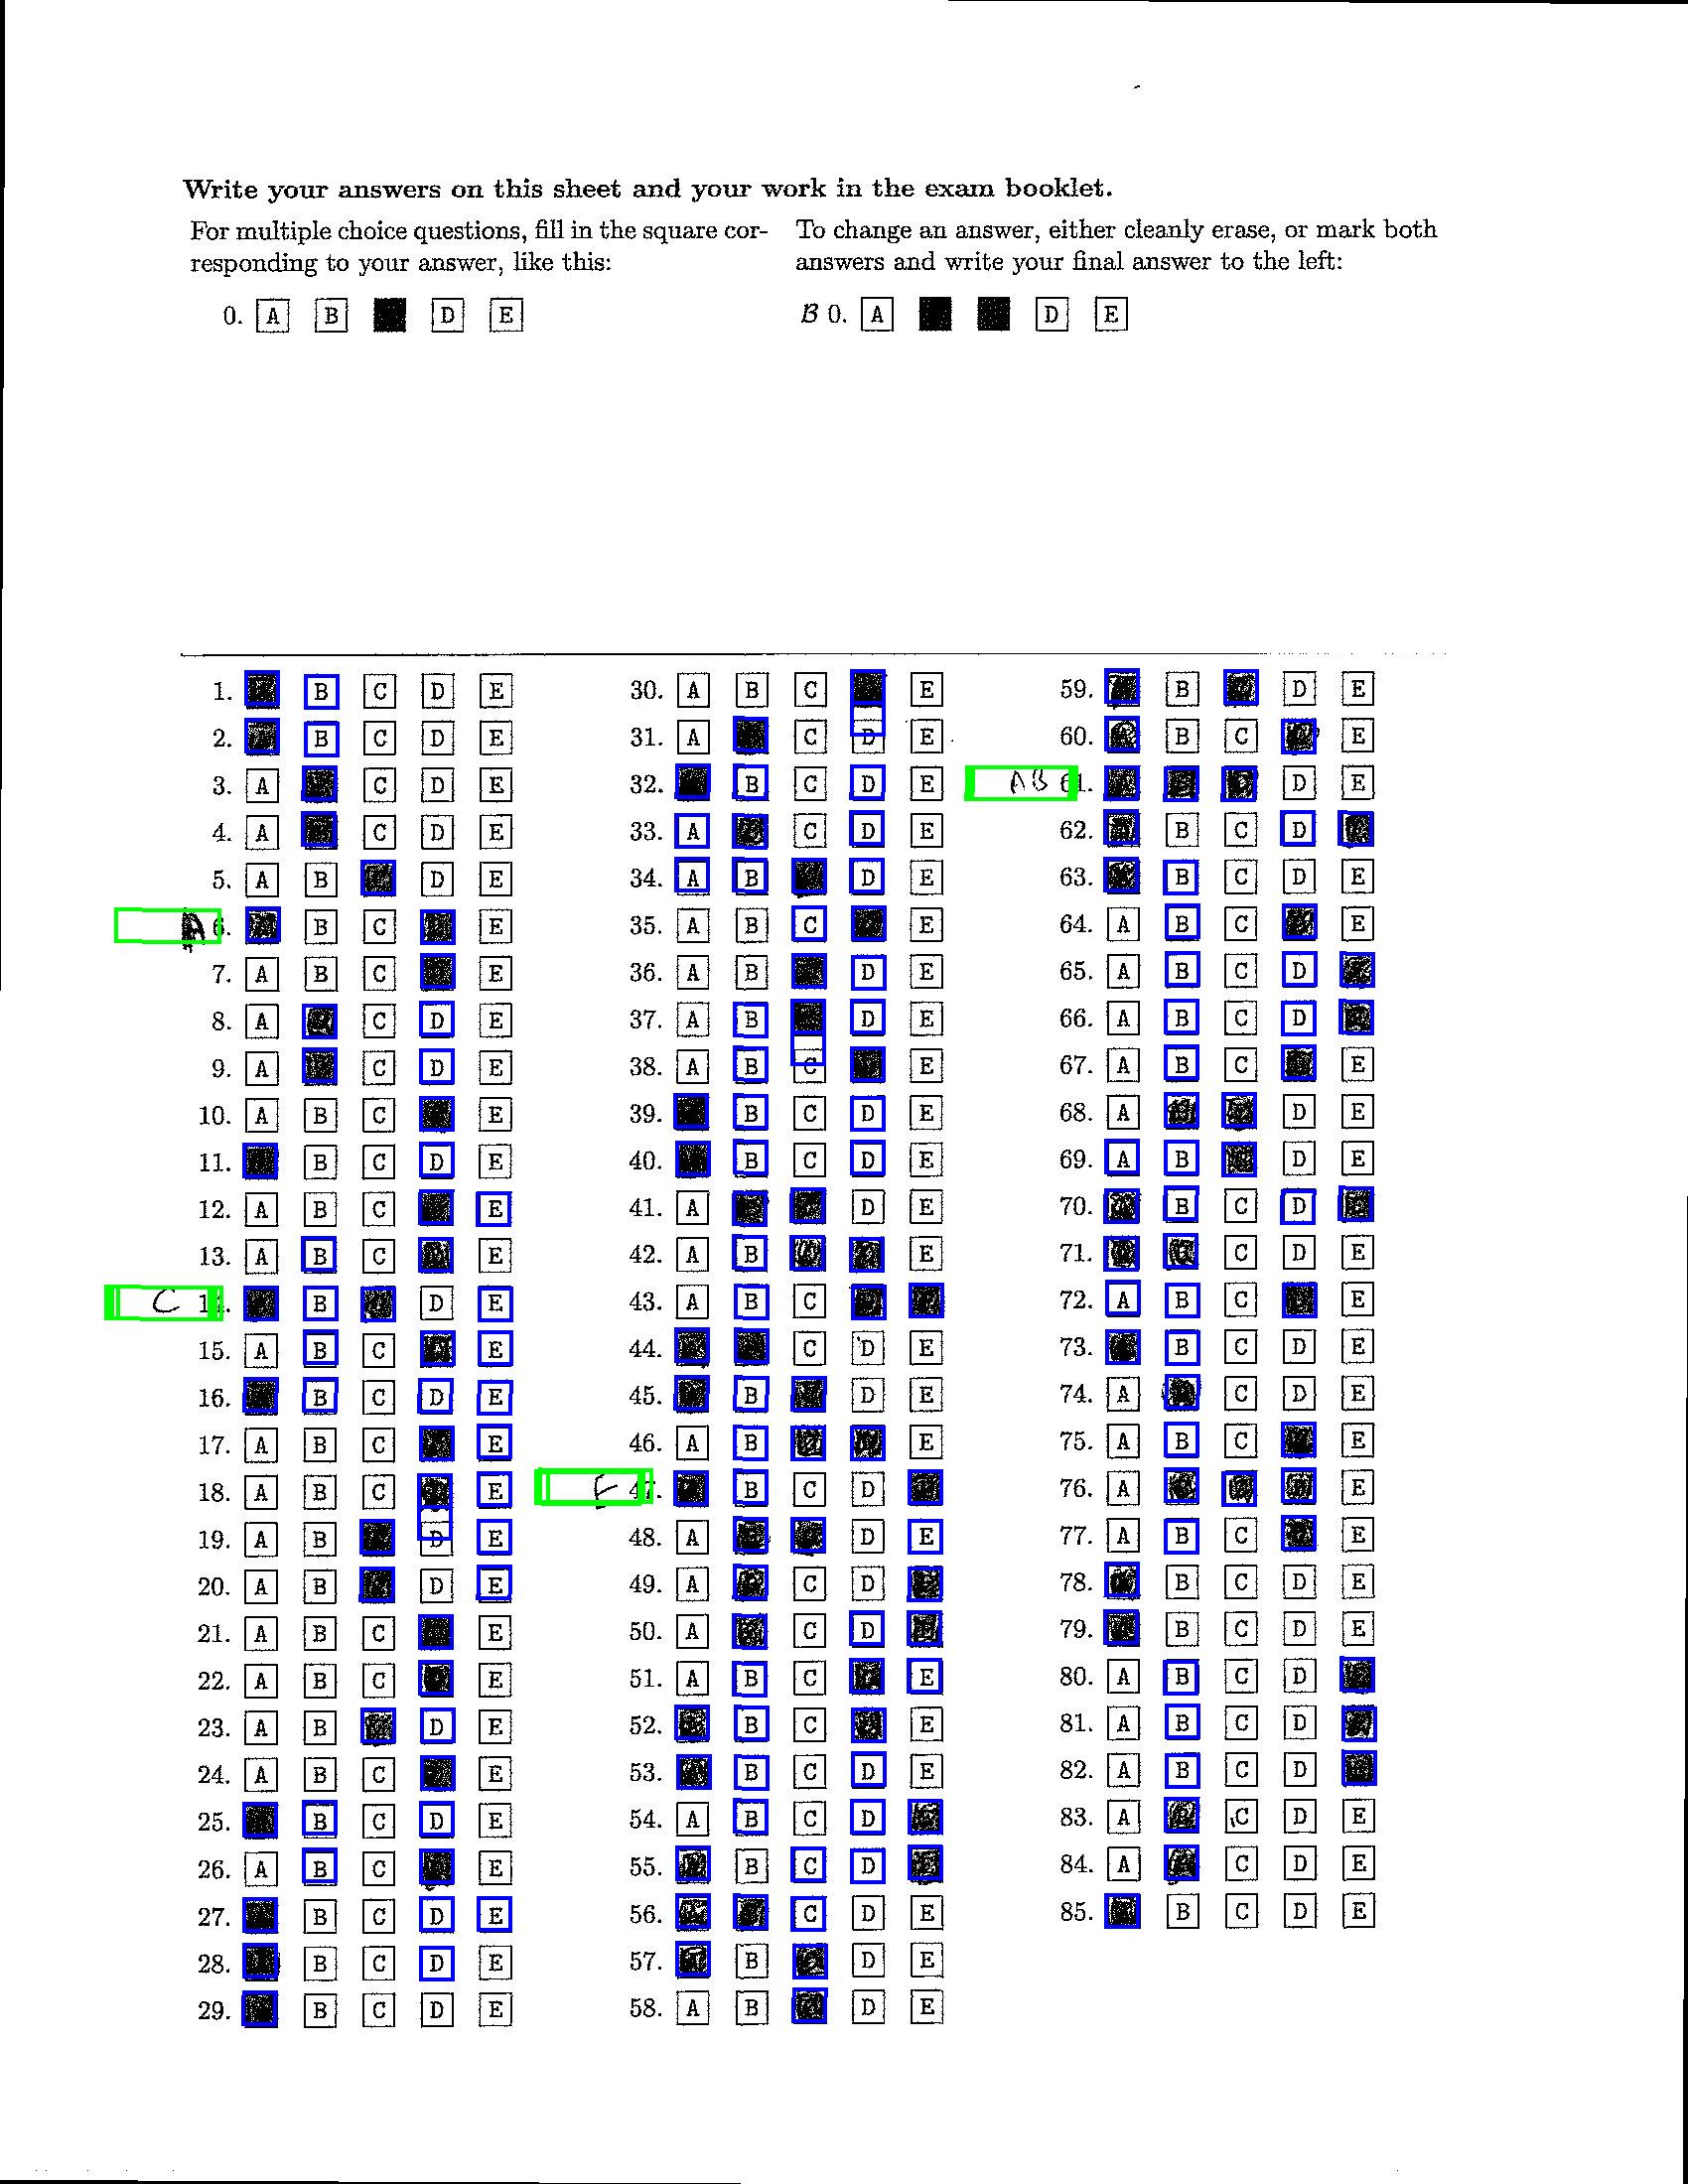 Write your answers on this sheet and your work in the exam booklet.
For multiple choice questions, fill in the square cor-
responding to your answer, like this:
0. A B D E
To change an answer, either cleanly erase, or mark both
answers and write your final answer to the left:
B 0. A D E
1. B C D E
2. B C D E
3. A C D E
4. A C D E
5. A B D E
A 6. B C E
7. A B C E
8. A C D E
9. A C D E
10. A B C E
11. B C D E
12. A B C E
13. A B C E
C 14. B D E
15. A B C E
16. B C D E
17. A B C E
18. A B C E
19. A B D E
20. A B D E
21. A B C E
22. A B C E
23. A B D E
24. A B C E
25. B C D E
26. A B C E
27. B C D E
28. B C D E
29. B C D E
30. A B C E
31. A C D E
32. B C D E
33. A C D E
34. A B D E
35. A B C E
36. A B D E
37. A B D E
38. A B C E
39. B C D E
40. B C D E
41. A D E
42. A B E
43. A B C
44. C D E
45. B D E
46. A B E
E 47. B C D
48. A D E
49. A C D
50. A C D
51. A B C E
52. B C E
53. B C D E
54. A B C D
55. B C D
56. C D E
57. B D E
58. A B D E
59. B D E
60. B C E
AB 61. D E
62. B C D
63. B C D E
64. A B C E
65. A B C D
66. A B C D
67. A B C E
68. A D E
69. A B D E
70. B C D
71. C D E
72. A B C E
73. B C D E
74. A C D E
75. A B C E
76. A E
77. A B C E
78. B C D E
79. B C D E
80. A B C D
81. A B C D
82. A B C D
83. A C D E
84. A C D E
85. B C D E